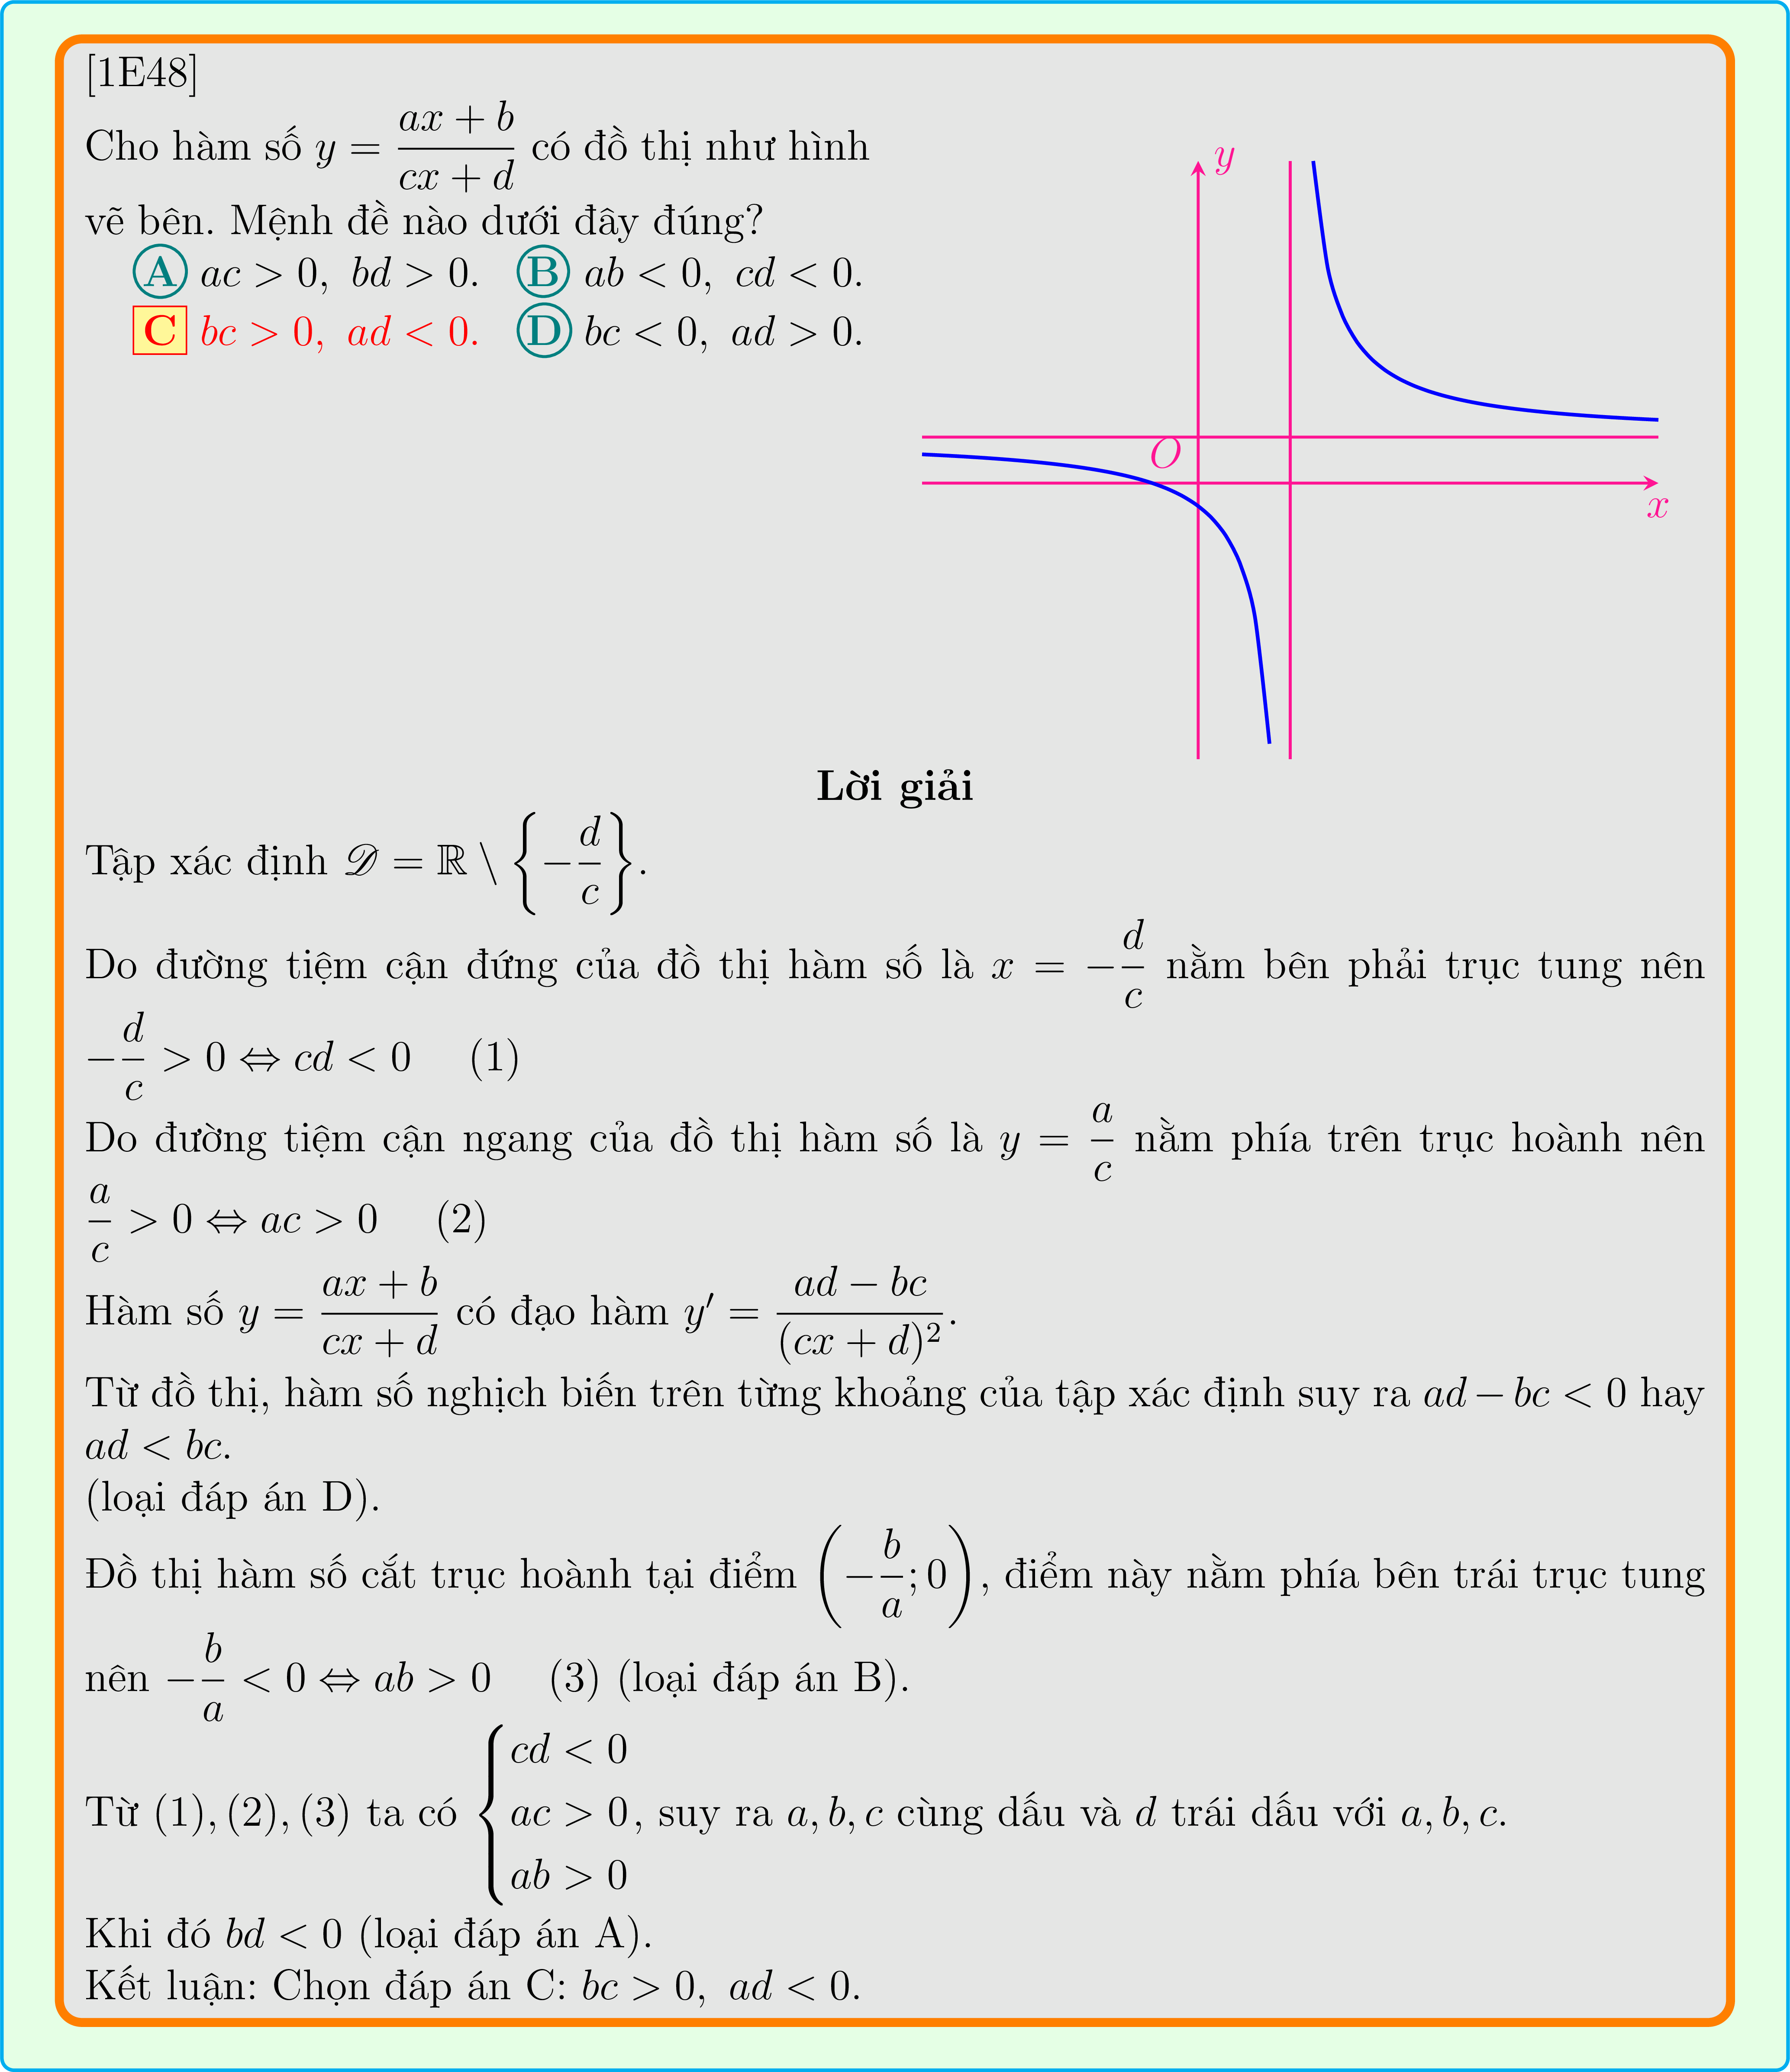 [1E48]
Cho hàm số $y = \dfrac{ax+b}{cx+d}$ có đồ thị như hình
vẽ bên. Mệnh đề nào dưới đây đúng?
A $ac > 0,\ bd > 0.$ B $ab < 0,\ cd < 0.$
C $bc > 0,\ ad < 0.$ D $bc < 0,\ ad > 0.$
y
O
x
Lời giải
Tập xác định $\mathscr{D} = \mathbb{R} \setminus \left\{-\dfrac{d}{c}\right\}.$
Do đường tiệm cận đứng của đồ thị hàm số là $x = -\dfrac{d}{c}$ nằm bên phải trục tung nên
$-\dfrac{d}{c} > 0 \Leftrightarrow cd < 0$ (1)
Do đường tiệm cận ngang của đồ thị hàm số là $y = \dfrac{a}{c}$ nằm phía trên trục hoành nên
$\dfrac{a}{c} > 0 \Leftrightarrow ac > 0$ (2)
Hàm số $y = \dfrac{ax+b}{cx+d}$ có đạo hàm $y' = \dfrac{ad-bc}{(cx+d)^2}.$
Từ đồ thị, hàm số nghịch biến trên từng khoảng của tập xác định suy ra $ad - bc < 0$ hay
$ad < bc.$
(loại đáp án D).
Đồ thị hàm số cắt trục hoành tại điểm $\left(-\dfrac{b}{a}; 0\right)$, điểm này nằm phía bên trái trục tung
nên $-\dfrac{b}{a} < 0 \Leftrightarrow ab > 0$ (3) (loại đáp án B).
Từ (1), (2), (3) ta có $\begin{cases} cd < 0 \\ ac > 0 \\ ab > 0 \end{cases}$, suy ra $a, b, c$ cùng dấu và $d$ trái dấu với $a, b, c.$
Khi đó $bd < 0$ (loại đáp án A).
Kết luận: Chọn đáp án C: $bc > 0,\ ad < 0.$